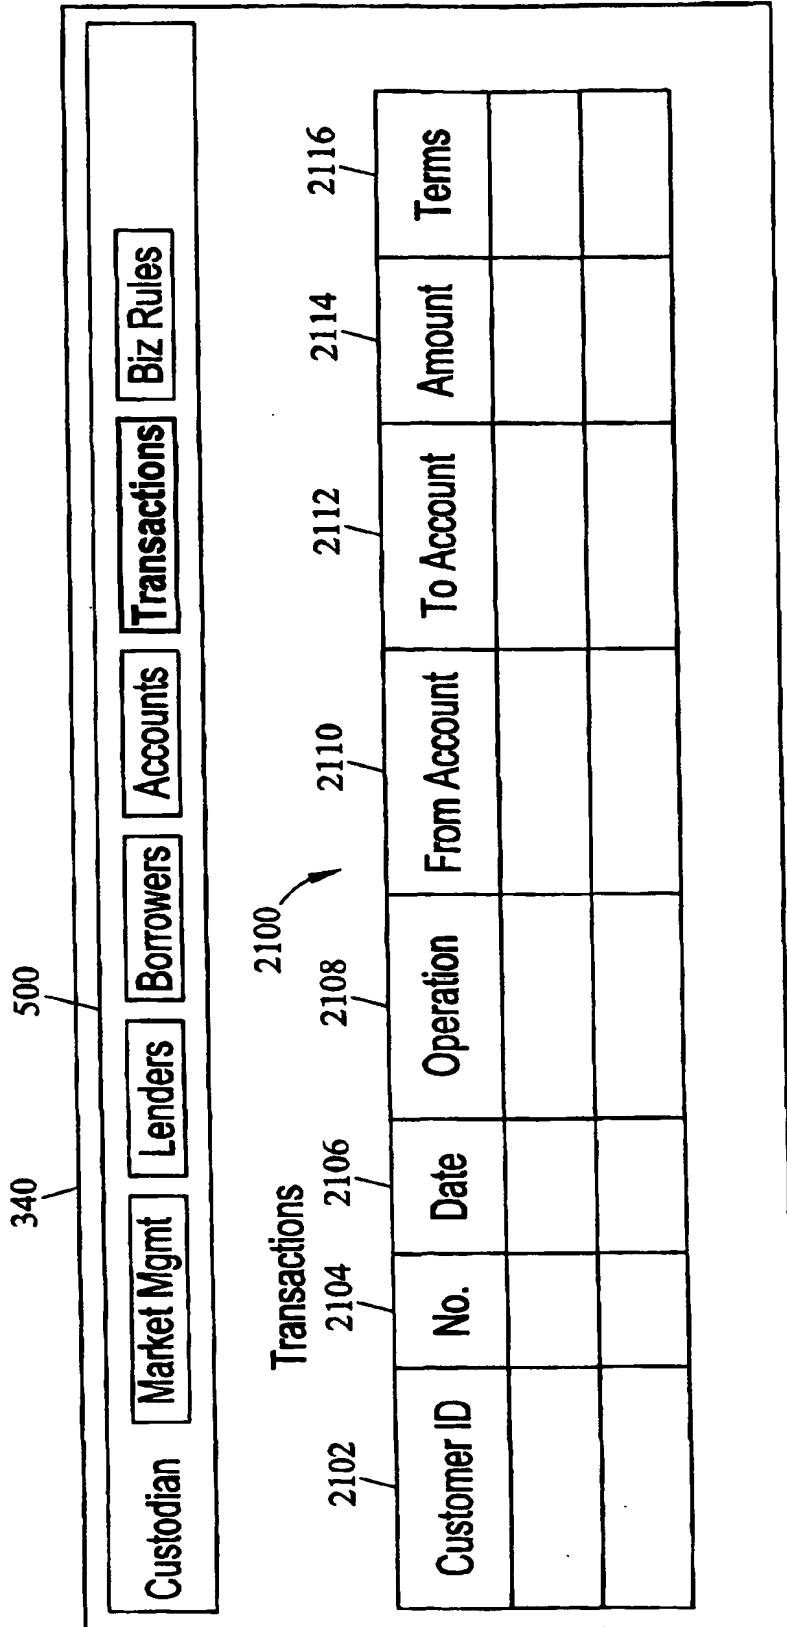 340 500
Custodian Market Mgmt Lenders Borrowers Accounts Transactions Biz Rules
Transactions 2100
2102 2104 2106 2108 2110 2112 2114 2116
Customer ID No. Date Operation From Account To Account Amount Terms